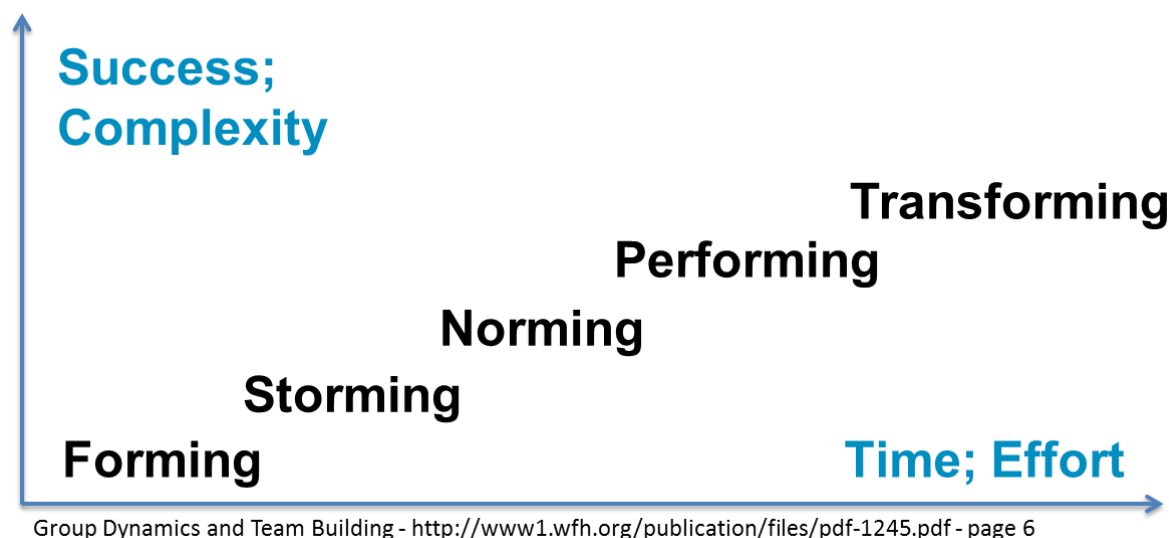 Success;
Complexity
Transforming
Performing
Norming
Storming
Forming
Time; Effort
Group Dynamics and Team Building - http://www1.wfh.org/publication/files/pdf-1245.pdf - page 6